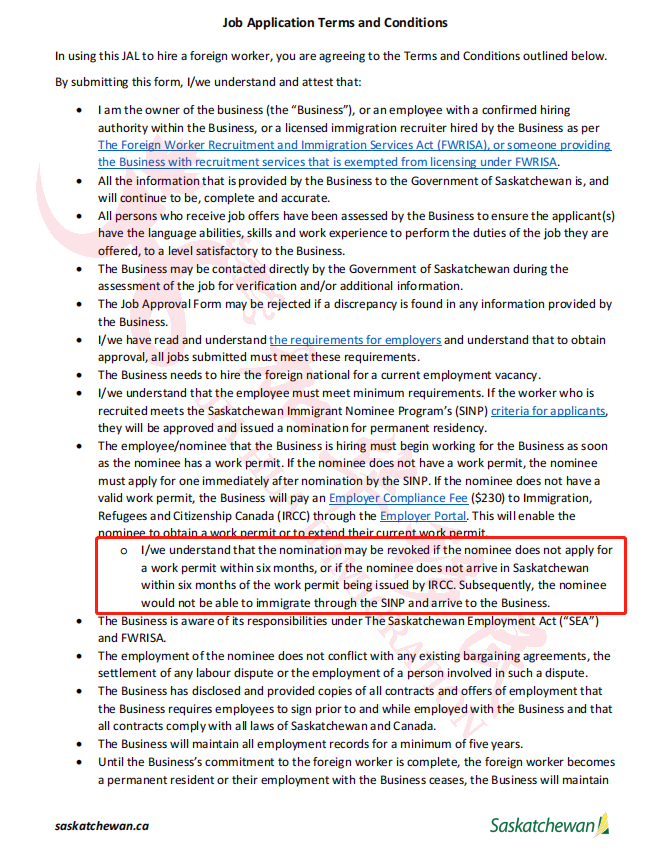 Job Application Terms and Conditions
In using this JAL to hire a foreign worker, you are agreeing to the Terms and Conditions outlined below.
By submitting this form, I/we understand and attest that:
• I am the owner of the business (the “Business”), or an employee with a confirmed hiring
authority within the Business, or a licensed immigration recruiter hired by the Business as per
The Foreign Worker Recruitment and Immigration Services Act (FWRISA), or someone providing
the Business with recruitment services that is exempted from licensing under FWRISA.
• All the information that is provided by the Business to the Government of Saskatchewan is, and
will continue to be, complete and accurate.
• All persons who receive job offers have been assessed by the Business to ensure the applicant(s)
have the language abilities, skills and work experience to perform the duties of the job they are
offered, to a level satisfactory to the Business.
• The Business may be contacted directly by the Government of Saskatchewan during the
assessment of the job for verification and/or additional information.
• The Job Approval Form may be rejected if a discrepancy is found in any information provided by
the Business.
• I/we have read and understand the requirements for employers and understand that to obtain
approval, all jobs submitted must meet these requirements.
• The Business needs to hire the foreign national for a current employment vacancy.
• I/we understand that the employee must meet minimum requirements. If the worker who is
recruited meets the Saskatchewan Immigrant Nominee Program’s (SINP) criteria for applicants,
they will be approved and issued a nomination for permanent residency.
• The employee/nominee that the Business is hiring must begin working for the Business as soon
as the nominee has a work permit. If the nominee does not have a work permit, the nominee
must apply for one immediately after nomination by the SINP. If the nominee does not have a
valid work permit, the Business will pay an Employer Compliance Fee ($230) to Immigration,
Refugees and Citizenship Canada (IRCC) through the Employer Portal. This will enable the
nominee to obtain a work permit or to extend their current work permit.
o I/we understand that the nomination may be revoked if the nominee does not apply for
a work permit within six months, or if the nominee does not arrive in Saskatchewan
within six months of the work permit being issued by IRCC. Subsequently, the nominee
would not be able to immigrate through the SINP and arrive to the Business.
• The Business is aware of its responsibilities under The Saskatchewan Employment Act (“SEA”)
and FWRISA.
• The employment of the nominee does not conflict with any existing bargaining agreements, the
settlement of any labour dispute or the employment of a person involved in such a dispute.
• The Business has disclosed and provided copies of all contracts and offers of employment that
the Business requires employees to sign prior to and while employed with the Business and that
all contracts comply with all laws of Saskatchewan and Canada.
• The Business will maintain all employment records for a minimum of five years.
• Until the Business’s commitment to the foreign worker is complete, the foreign worker becomes
a permanent resident or their employment with the Business ceases, the Business will maintain
saskatchewan.ca
Saskatchewan